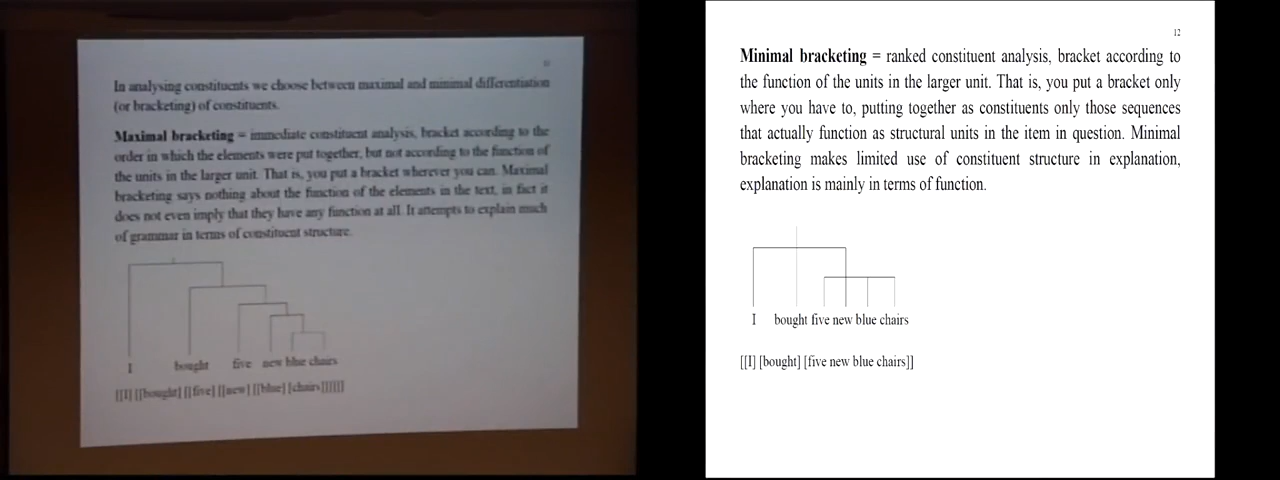 In analysing constituents we choose between maximal and minimal differentiation
(or bracketing) of constituents.
Maximal bracketing = immediate constituent analysis, bracket according to the
order in which the elements were put together, but not according to the function of
the units in the larger unit. That is, you put a bracket wherever you can. Maximal
bracketing says nothing about the function of the elements in the text, in fact it
does not even imply that they have any function at all. It attempts to explain much
of grammar in terms of constituent structure.
I bought five new blue chairs
[[I] [[bought] [[five] [[new] [[blue] [chairs]]]]]]
12
Minimal bracketing = ranked constituent analysis, bracket according to
the function of the units in the larger unit. That is, you put a bracket only
where you have to, putting together as constituents only those sequences
that actually function as structural units in the item in question. Minimal
bracketing makes limited use of constituent structure in explanation,
explanation is mainly in terms of function.
I bought five new blue chairs
[[I] [bought] [five new blue chairs]]